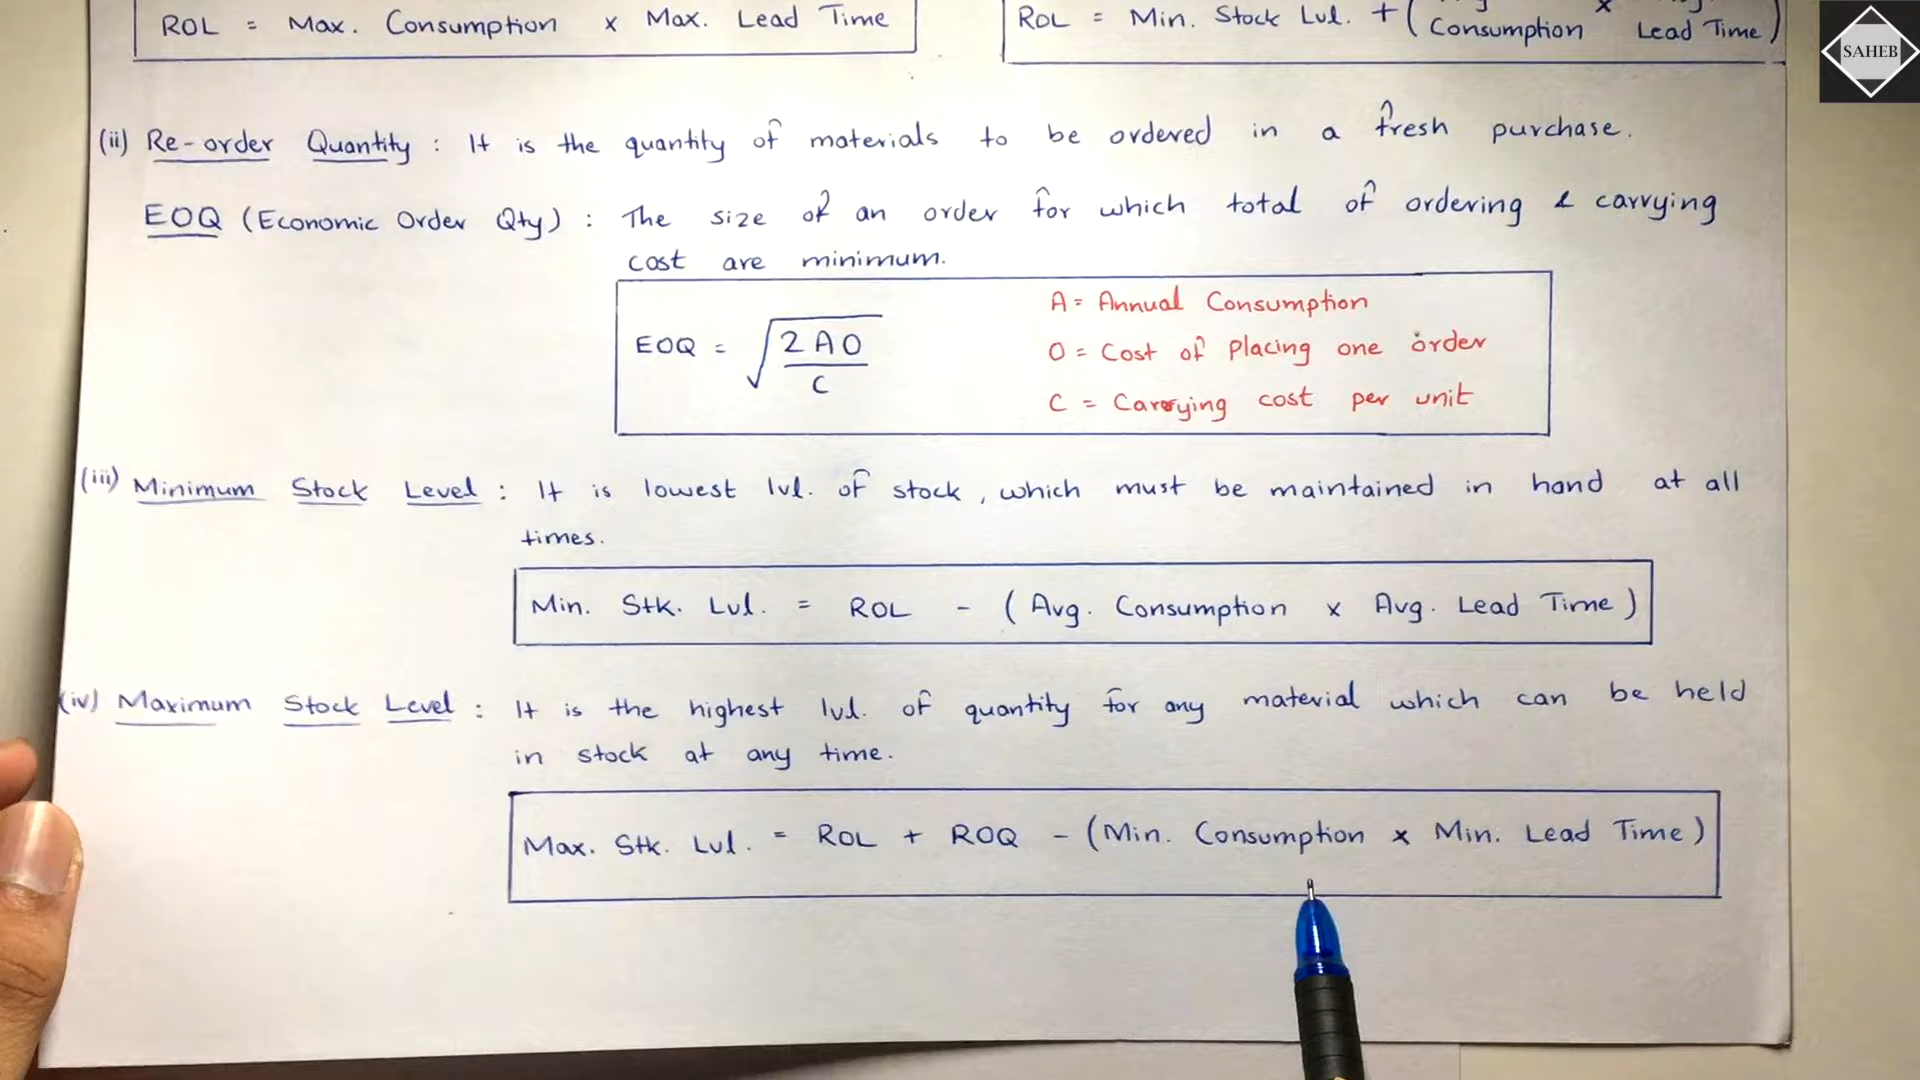 ROL = Max. Consumption x Max. Lead Time
ROL = Min. Stock Lvl. + ( Consumption x Lead Time )
SAHEB
(ii) Re-order Quantity : It is the quantity of materials to be ordered in a fresh purchase.
EOQ (Economic Order Qty) : The size of an order for which total of ordering & carrying
cost are minimum.
EOQ = √ 2AO / C
A = Annual Consumption
O = Cost of Placing one order
C = Carrying cost per unit
(iii) Minimum Stock Level : It is lowest lvl. of stock, which must be maintained in hand at all
times.
Min. Stk. Lvl. = ROL - ( Avg. Consumption x Avg. Lead Time )
(iv) Maximum Stock Level : It is the highest lvl. of quantity for any material which can be held
in stock at any time.
Max. Stk. Lvl. = ROL + ROQ - (Min. Consumption x Min. Lead Time )